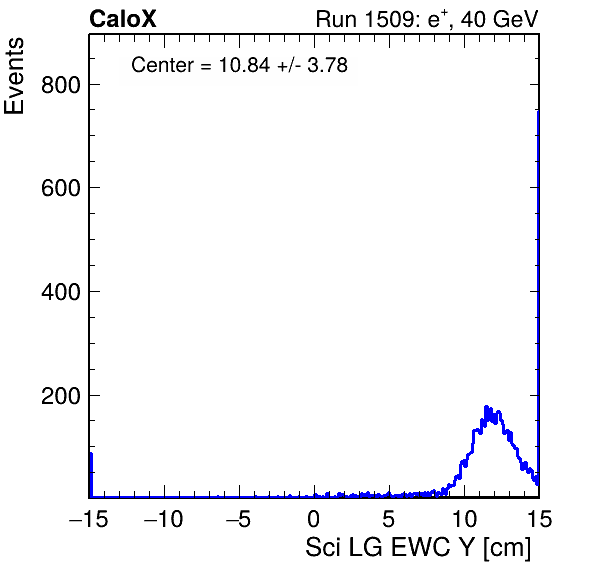 CaloX Run 1509: e⁺, 40 GeV
Events
Center = 10.84 +/- 3.78
800
600
400
200
−15 −10 −5 0 5 10 15
Sci LG EWC Y [cm]